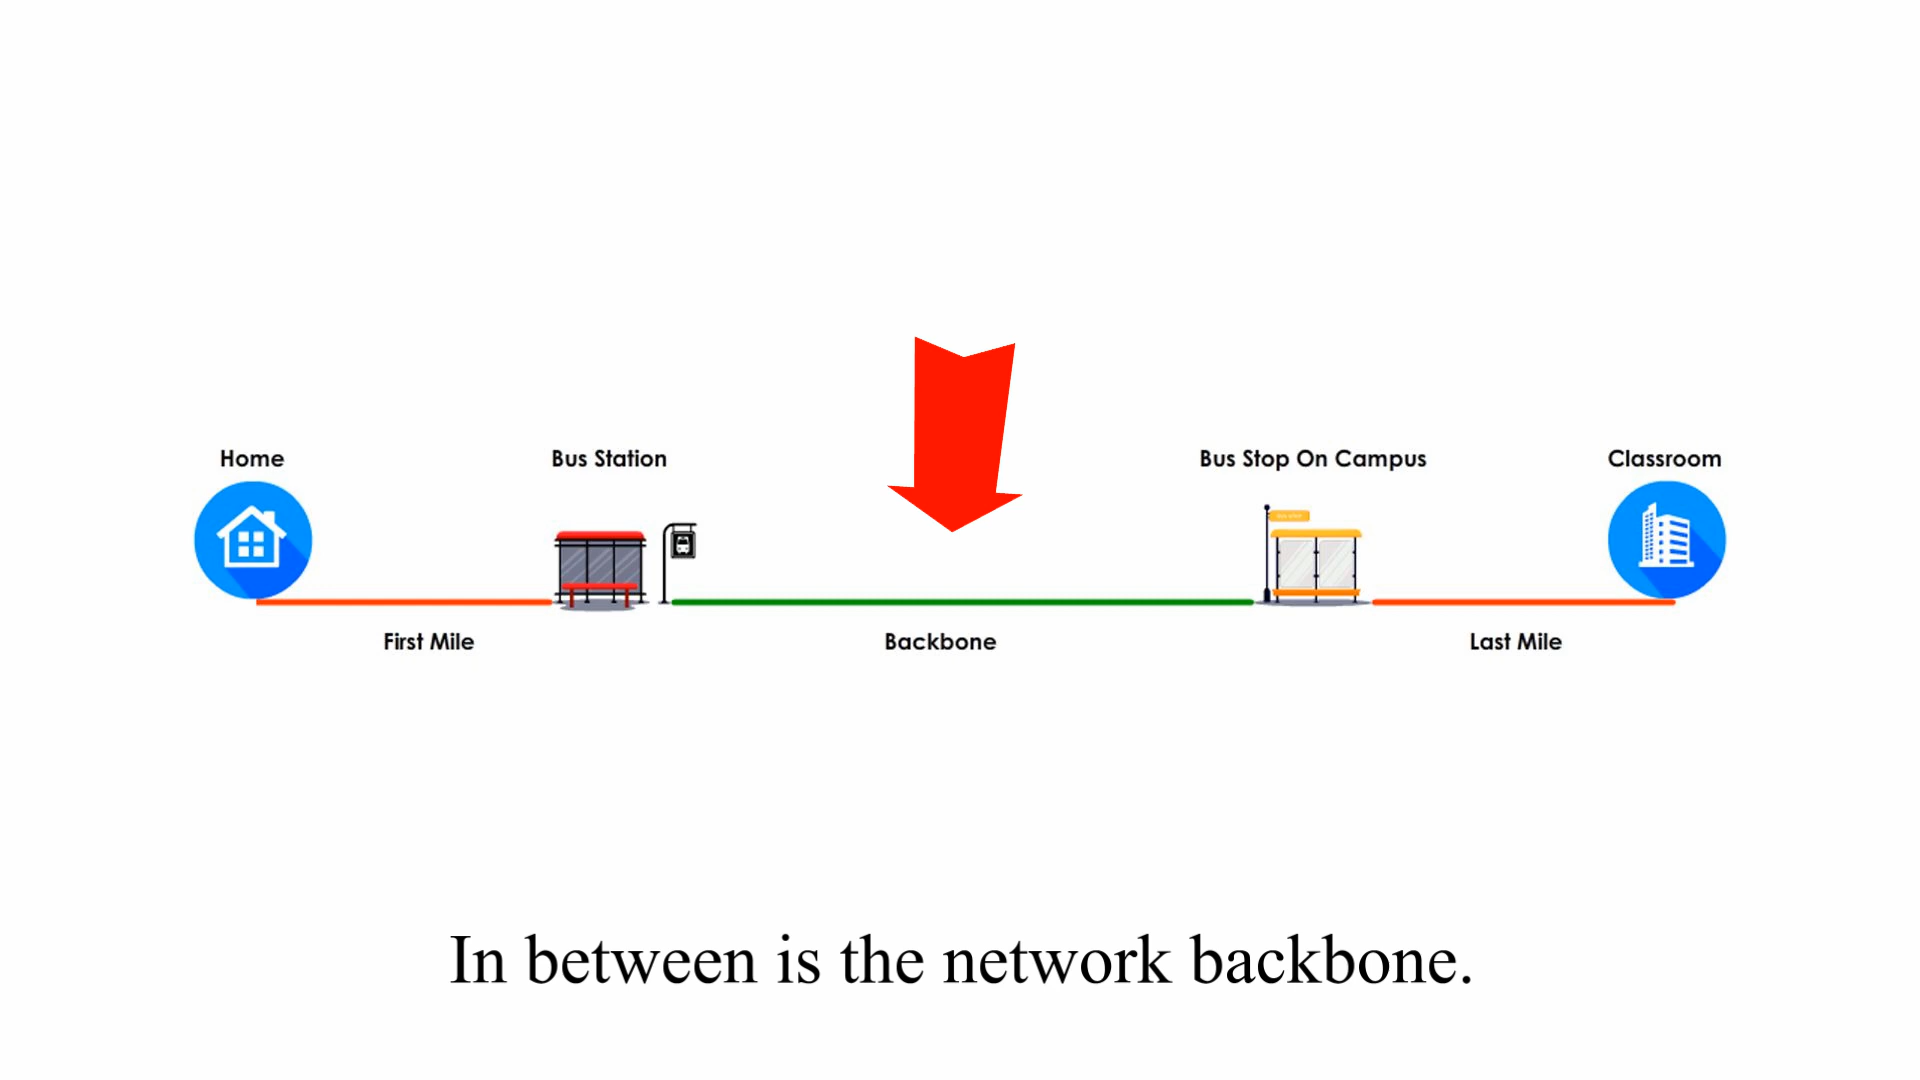 Home
Bus Station
Bus Stop On Campus
Classroom
First Mile
Backbone
Last Mile
In between is the network backbone.